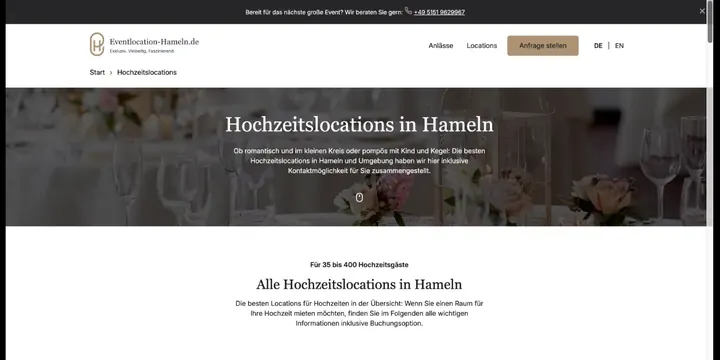 Bereit für das nächste große Event? Wir beraten Sie gern: +49 5151 9629967
Eventlocation-Hameln.de
Exklusiv. Vielseitig. Faszinierend.
Anlässe
Locations
Anfrage stellen
DE | EN
Start › Hochzeitslocations
Hochzeitslocations in Hameln
Ob romantisch und im kleinen Kreis oder pompös mit Kind und Kegel: Die besten
Hochzeitslocations in Hameln und Umgebung haben wir hier inklusive
Kontaktmöglichkeit für Sie zusammengestellt.
Für 35 bis 400 Hochzeitsgäste
Alle Hochzeitslocations in Hameln
Die besten Locations für Hochzeiten in der Übersicht: Wenn Sie einen Raum für
Ihre Hochzeit mieten möchten, finden Sie im Folgenden alle wichtigen
Informationen inklusive Buchungsoption.